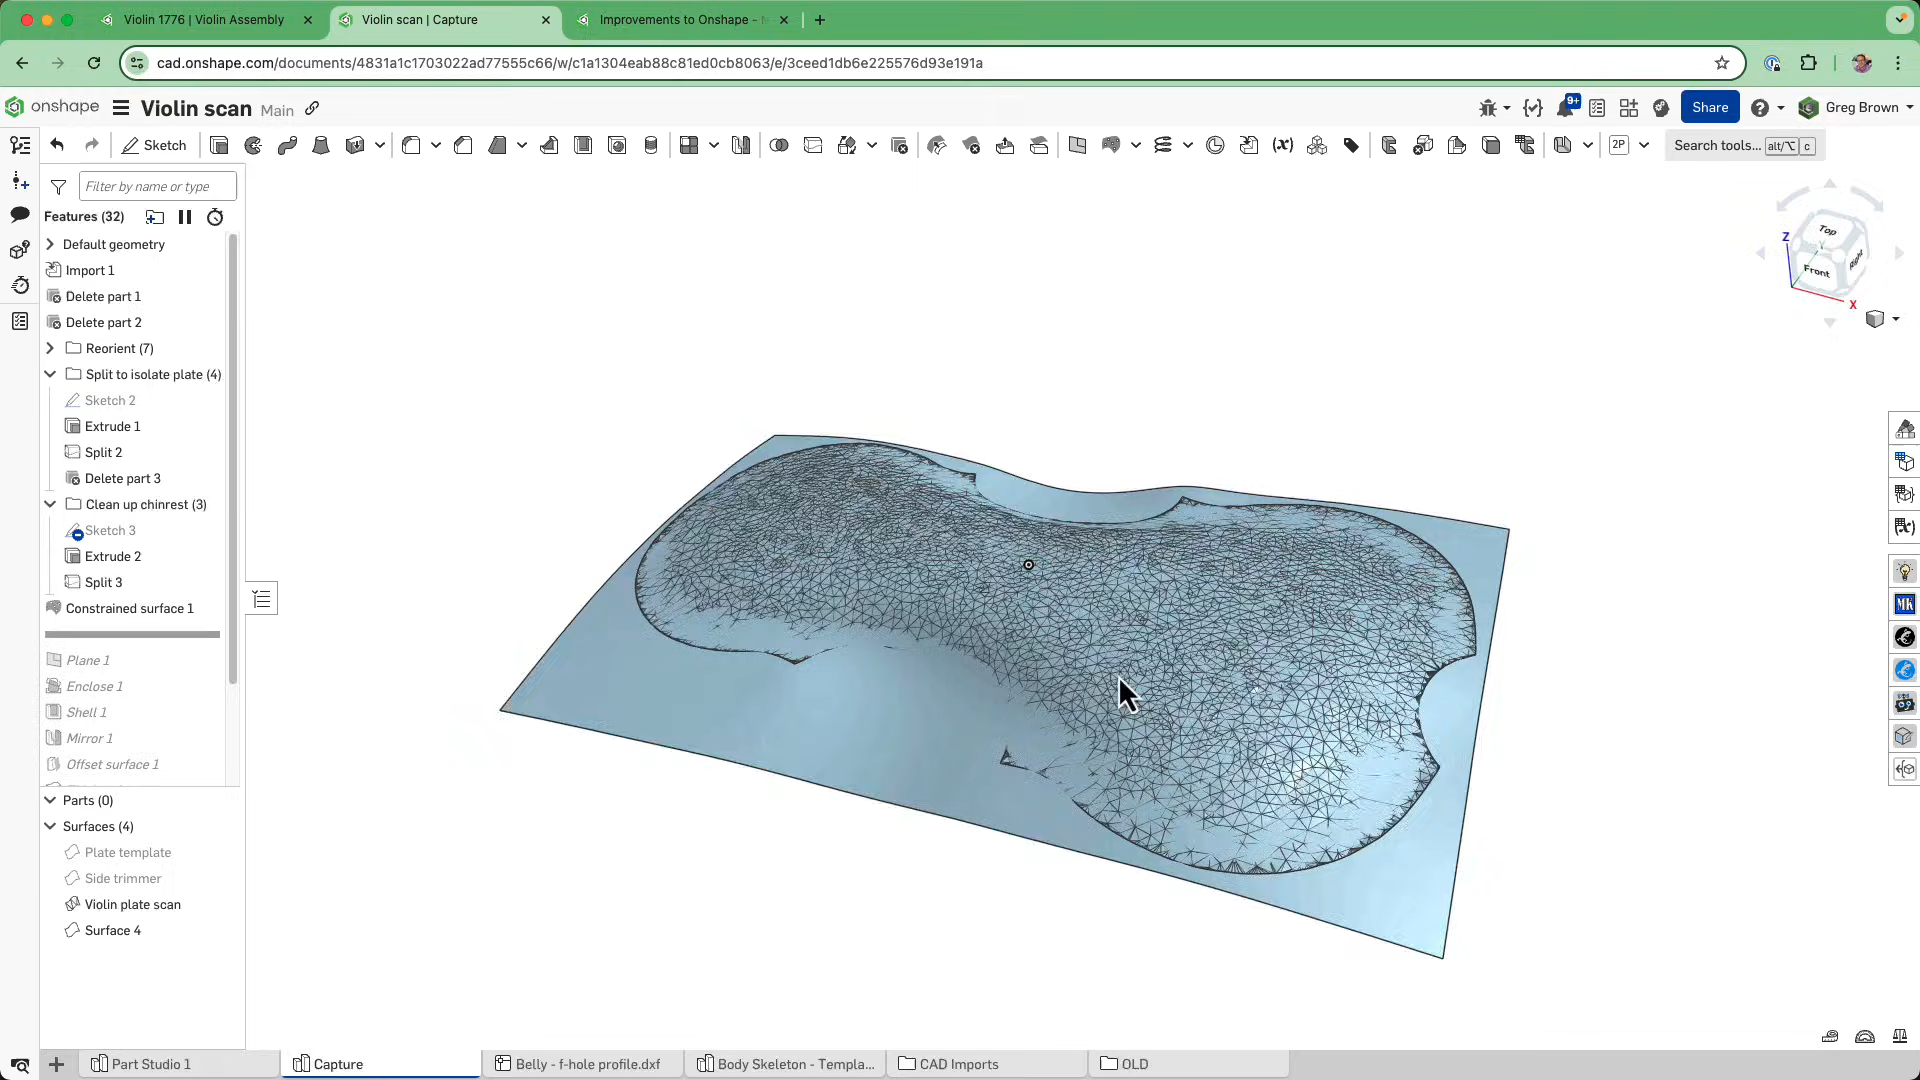 Violin 1776 | Violin Assembly
Violin scan | Capture
Improvements to Onshape -
cad.onshape.com/documents/4831a1c1703022ad77555c66/w/c1a1304eab88c81ed0cb8063/e/3ceed1db6e225576d93e191a
onshape
Violin scan Main
9+
Share
Greg Brown
Sketch
2P
Search tools... alt/⌥ c
Filter by name or type
Features (32)
Default geometry
Import 1
Delete part 1
Delete part 2
Reorient (7)
Split to isolate plate (4)
Sketch 2
Extrude 1
Split 2
Delete part 3
Clean up chinrest (3)
Sketch 3
Extrude 2
Split 3
Constrained surface 1
Plane 1
Enclose 1
Shell 1
Mirror 1
Offset surface 1
Parts (0)
Surfaces (4)
Plate template
Side trimmer
Violin plate scan
Surface 4
Z
Top
Front
Right
X
MK
Part Studio 1
Capture
Belly - f-hole profile.dxf
Body Skeleton - Templa...
CAD Imports
OLD